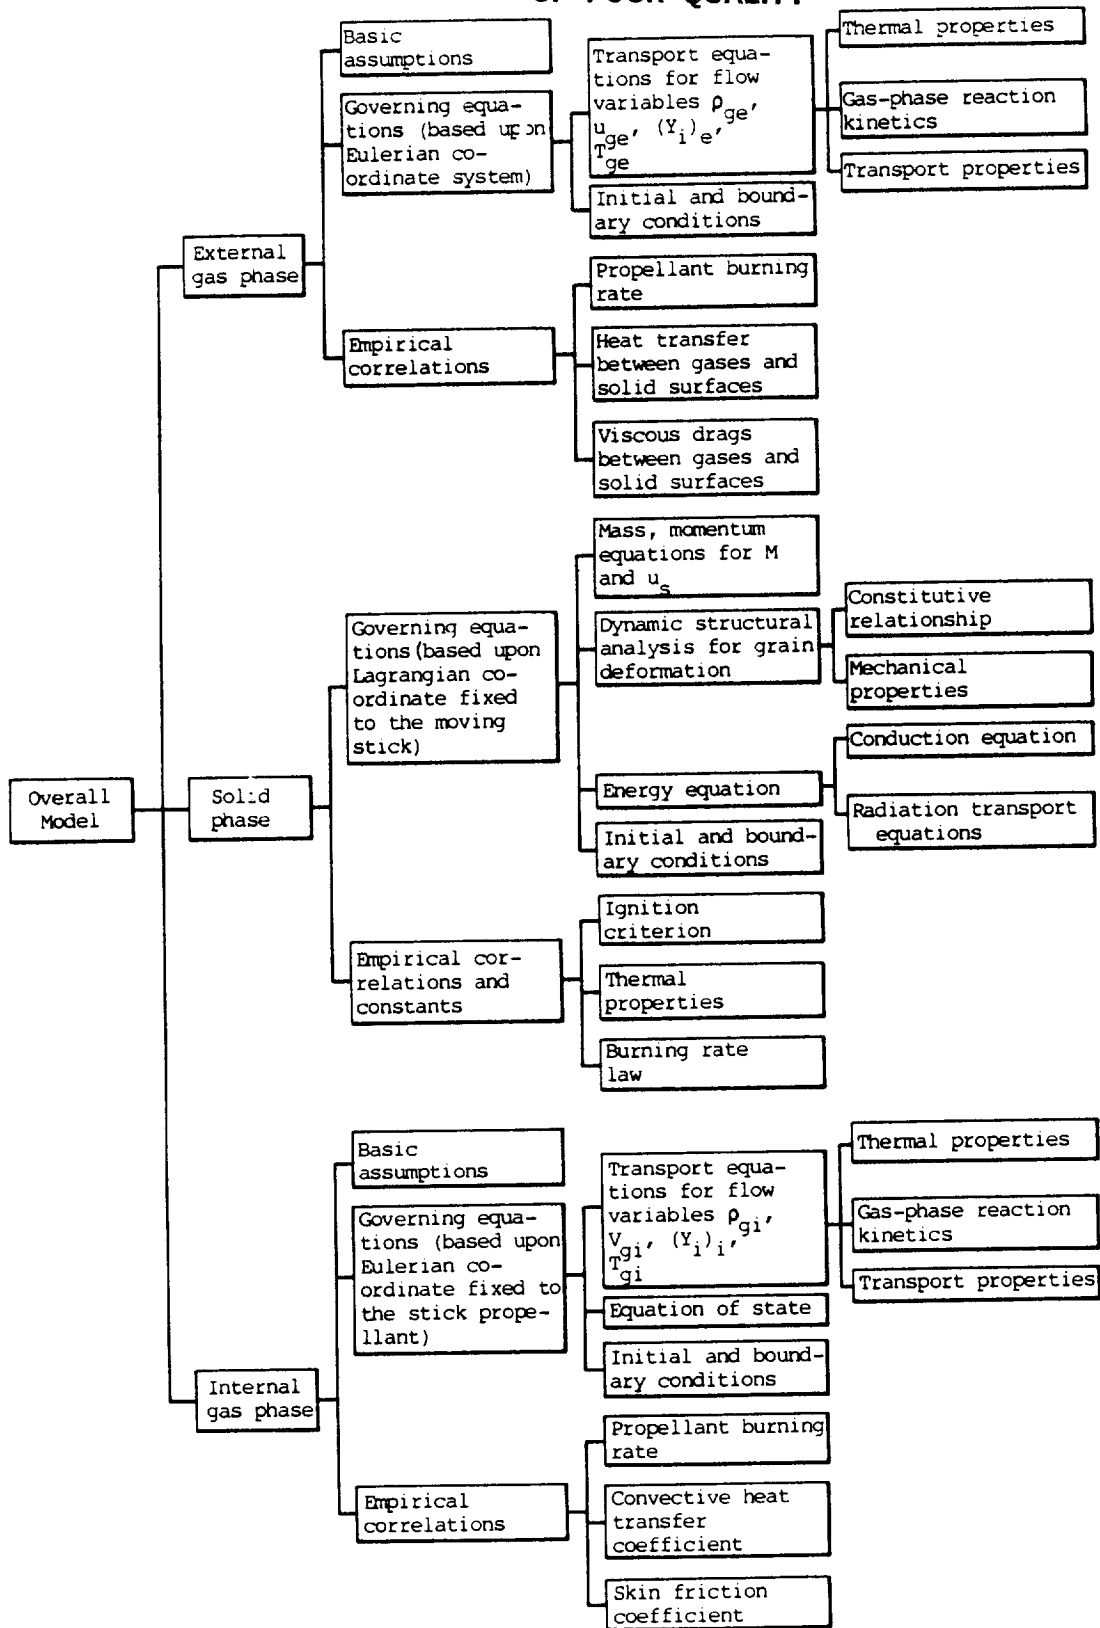 OF POOR QUALITY
Basic
assumptions
Governing equa-
tions (based upon
Eulerian co-
ordinate system)
Transport equa-
tions for flow
variables ρge,
uge, (Yi)e,
Tge
Initial and bound-
ary conditions
Thermal properties
Gas-phase reaction
kinetics
Transport properties
External
gas phase
Empirical
correlations
Propellant burning
rate
Heat transfer
between gases and
solid surfaces
Viscous drags
between gases and
solid surfaces
Overall
Model
Solid
phase
Governing equa-
tions (based upon
Lagrangian co-
ordinate fixed
to the moving
stick)
Mass, momentum
equations for M
and us
Dynamic structural
analysis for grain
deformation
Constitutive
relationship
Mechanical
properties
Energy equation
Conduction equation
Radiation transport
equations
Initial and bound-
ary conditions
Empirical cor-
relations and
constants
Ignition
criterion
Thermal
properties
Burning rate
law
Internal
gas phase
Basic
assumptions
Governing equa-
tions (based upon
Eulerian co-
ordinate fixed to
the stick prope-
llant)
Transport equa-
tions for flow
variables ρgi,
Vgi, (Yi)i,
Tgi
Thermal properties
Gas-phase reaction
kinetics
Transport properties
Equation of state
Initial and bound-
ary conditions
Empirical
correlations
Propellant burning
rate
Convective heat
transfer
coefficient
Skin friction
coefficient